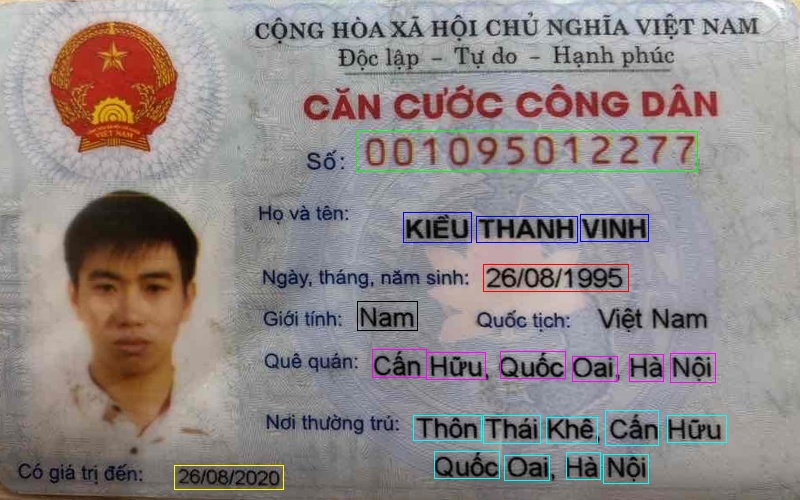 CỘNG HÒA XÃ HỘI CHỦ NGHĨA VIỆT NAM
Độc lập - Tự do - Hạnh phúc
CĂN CƯỚC CÔNG DÂN
Số: 001095012277
Họ và tên: KIỀU THANH VINH
Ngày, tháng, năm sinh: 26/08/1995
Giới tính: Nam Quốc tịch: Việt Nam
Quê quán: Cấn Hữu, Quốc Oai, Hà Nội
Nơi thường trú: Thôn Thái Khê, Cấn Hữu
Quốc Oai, Hà Nội
Có giá trị đến: 26/08/2020